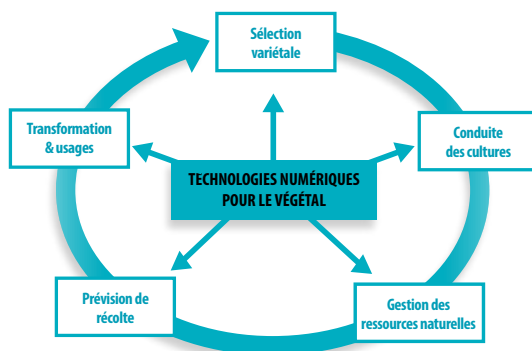 Sélection
variétale
Transformation
& usages
Conduite
des cultures
TECHNOLOGIES NUMÉRIQUES
POUR LE VÉGÉTAL
Prévision de
récolte
Gestion des
ressources naturelles